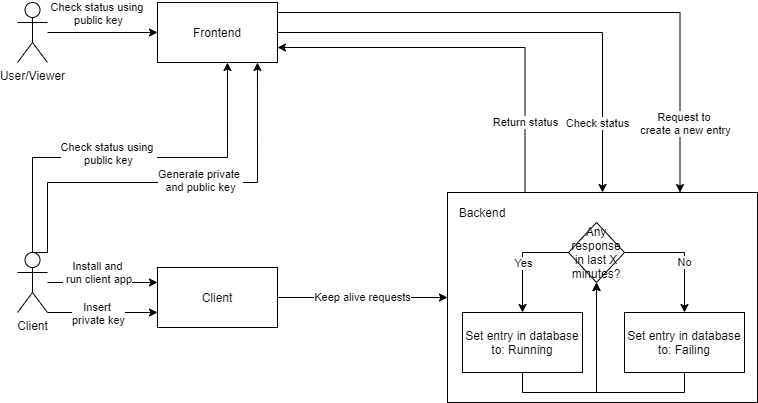 Check status using
public key
Frontend
User/Viewer
Return status
Check status
Request to
create a new entry
Check status using
public key
Generate private
and public key
Backend
Any
response
in last X
minutes?
Yes
No
Install and
run client app
Client
Keep alive requests
Insert
private key
Client
Set entry in database
to: Running
Set entry in database
to: Failing